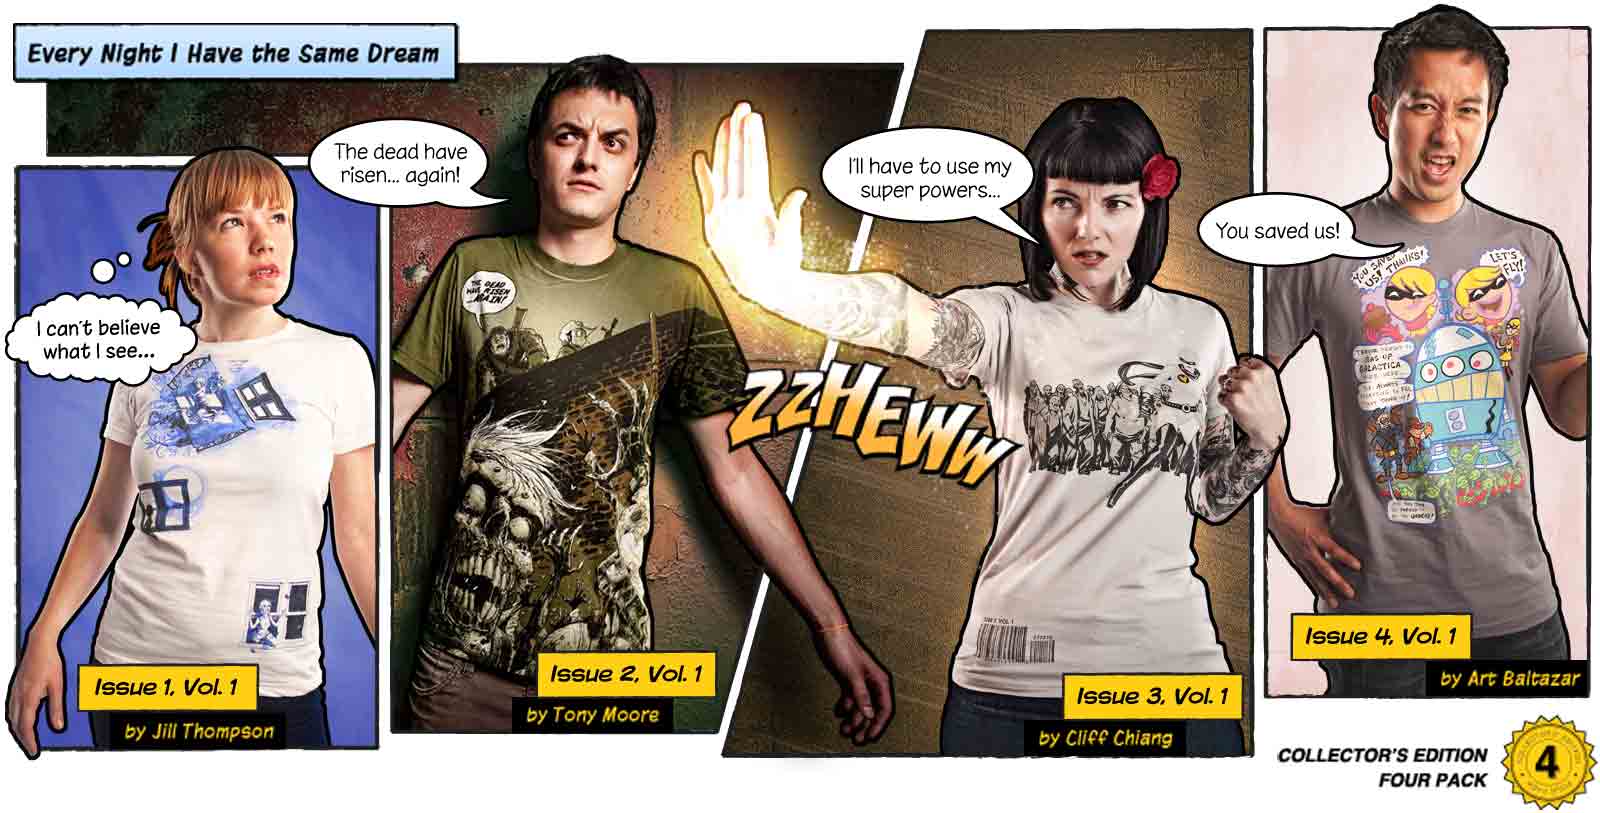 Every Night I Have the Same Dream
I can't believe
what I see...
Issue 1, Vol. 1
by Jill Thompson
The dead have
risen... again!
THE DEAD
HAVE RISEN
...AGAIN!
Issue 2, Vol. 1
by Tony Moore
ZZHEWW
I'll have to use my
super powers...
Issue 3, Vol. 1
by Cliff Chiang
You saved us!
YOU SAVED
US! THANKS!
LET'S
FLY!
GAS UP
GALACTICA
Issue 4, Vol. 1
by Art Baltazar
COLLECTOR'S EDITION
FOUR PACK
4